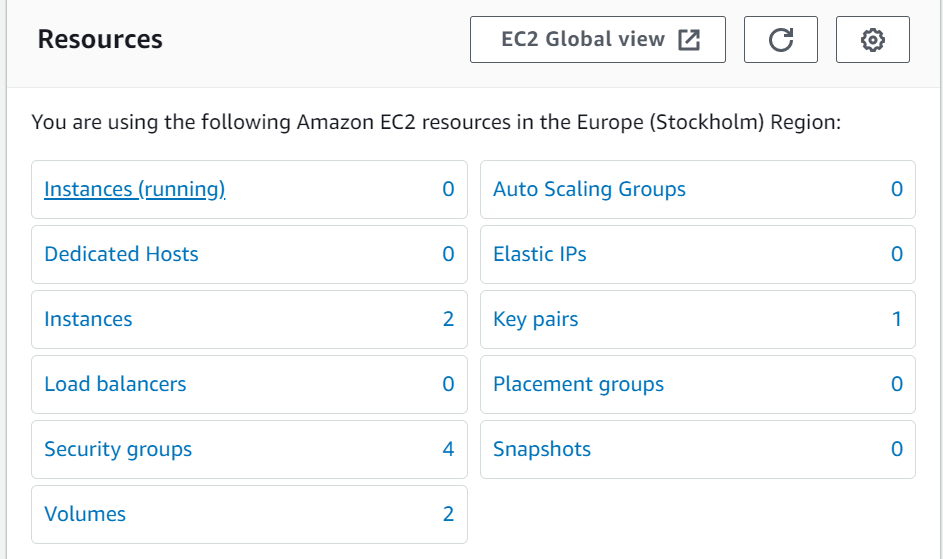 Resources
EC2 Global view
You are using the following Amazon EC2 resources in the Europe (Stockholm) Region:
Instances (running) 0
Auto Scaling Groups 0
Dedicated Hosts 0
Elastic IPs 0
Instances 2
Key pairs 1
Load balancers 0
Placement groups 0
Security groups 4
Snapshots 0
Volumes 2